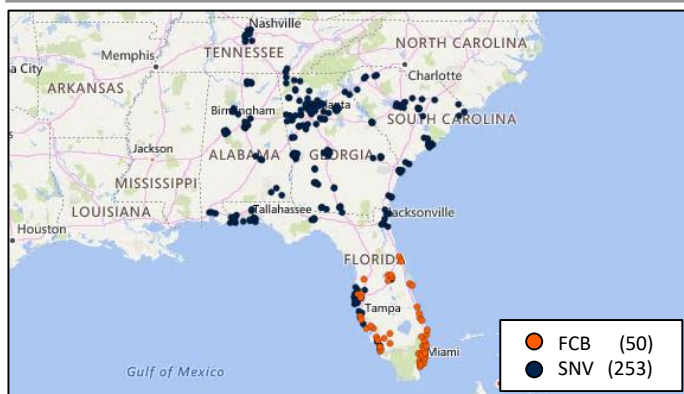 Nashville
NORTH CAROLINA
TENNESSEE
Memphis
a City
Charlotte
ARKANSAS
Birmingham
lanta
SOUTH CAROLINA
Jackson
ALABAMA
GEORGIA
MISSISSIPPI
LOUISIANA
Tallahassee
Jacksonville
Houston
FLORIDA
Tampa
FCB (50)
Miami
SNV (253)
Gulf of Mexico